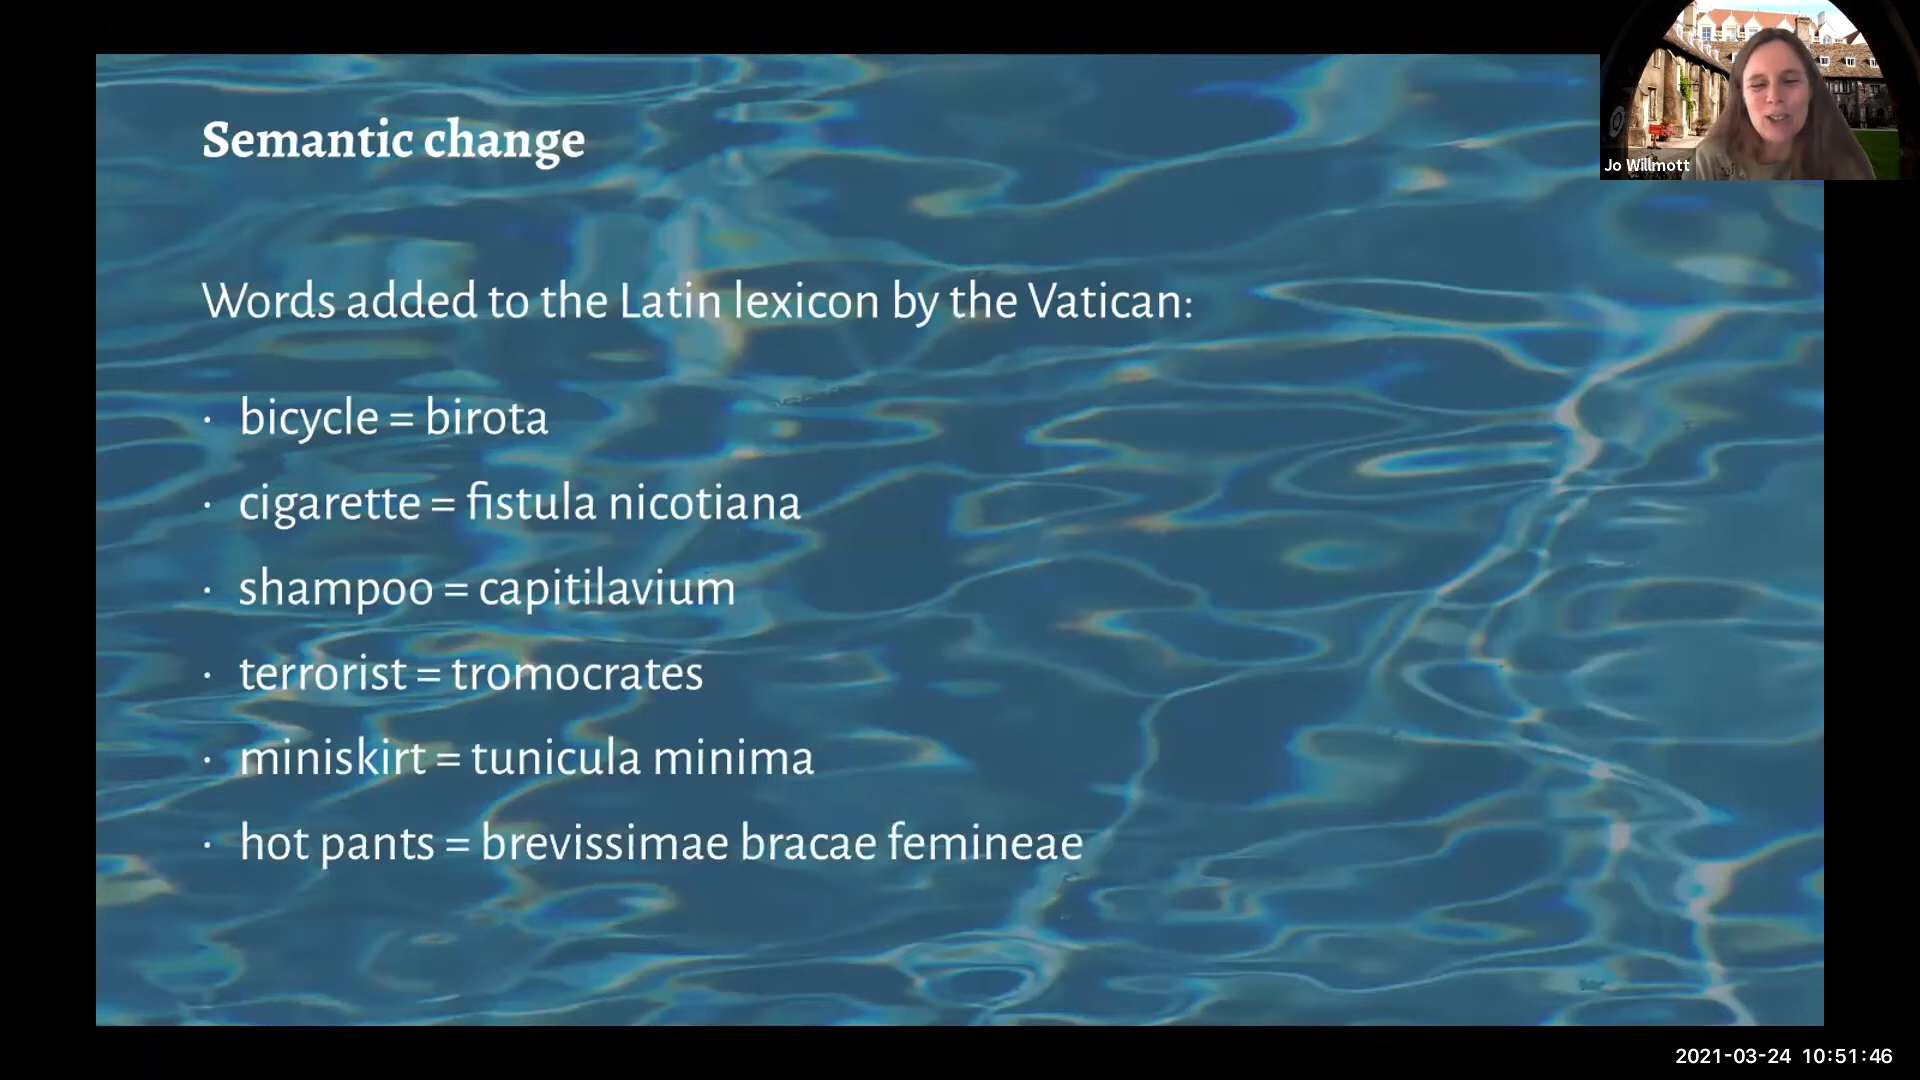 Semantic change
Jo Willmott
Words added to the Latin lexicon by the Vatican:
· bicycle = birota
· cigarette = fistula nicotiana
· shampoo = capitilavium
· terrorist = tromocrates
· miniskirt = tunicula minima
· hot pants = brevissimae bracae femineae
2021-03-24 10:51:46